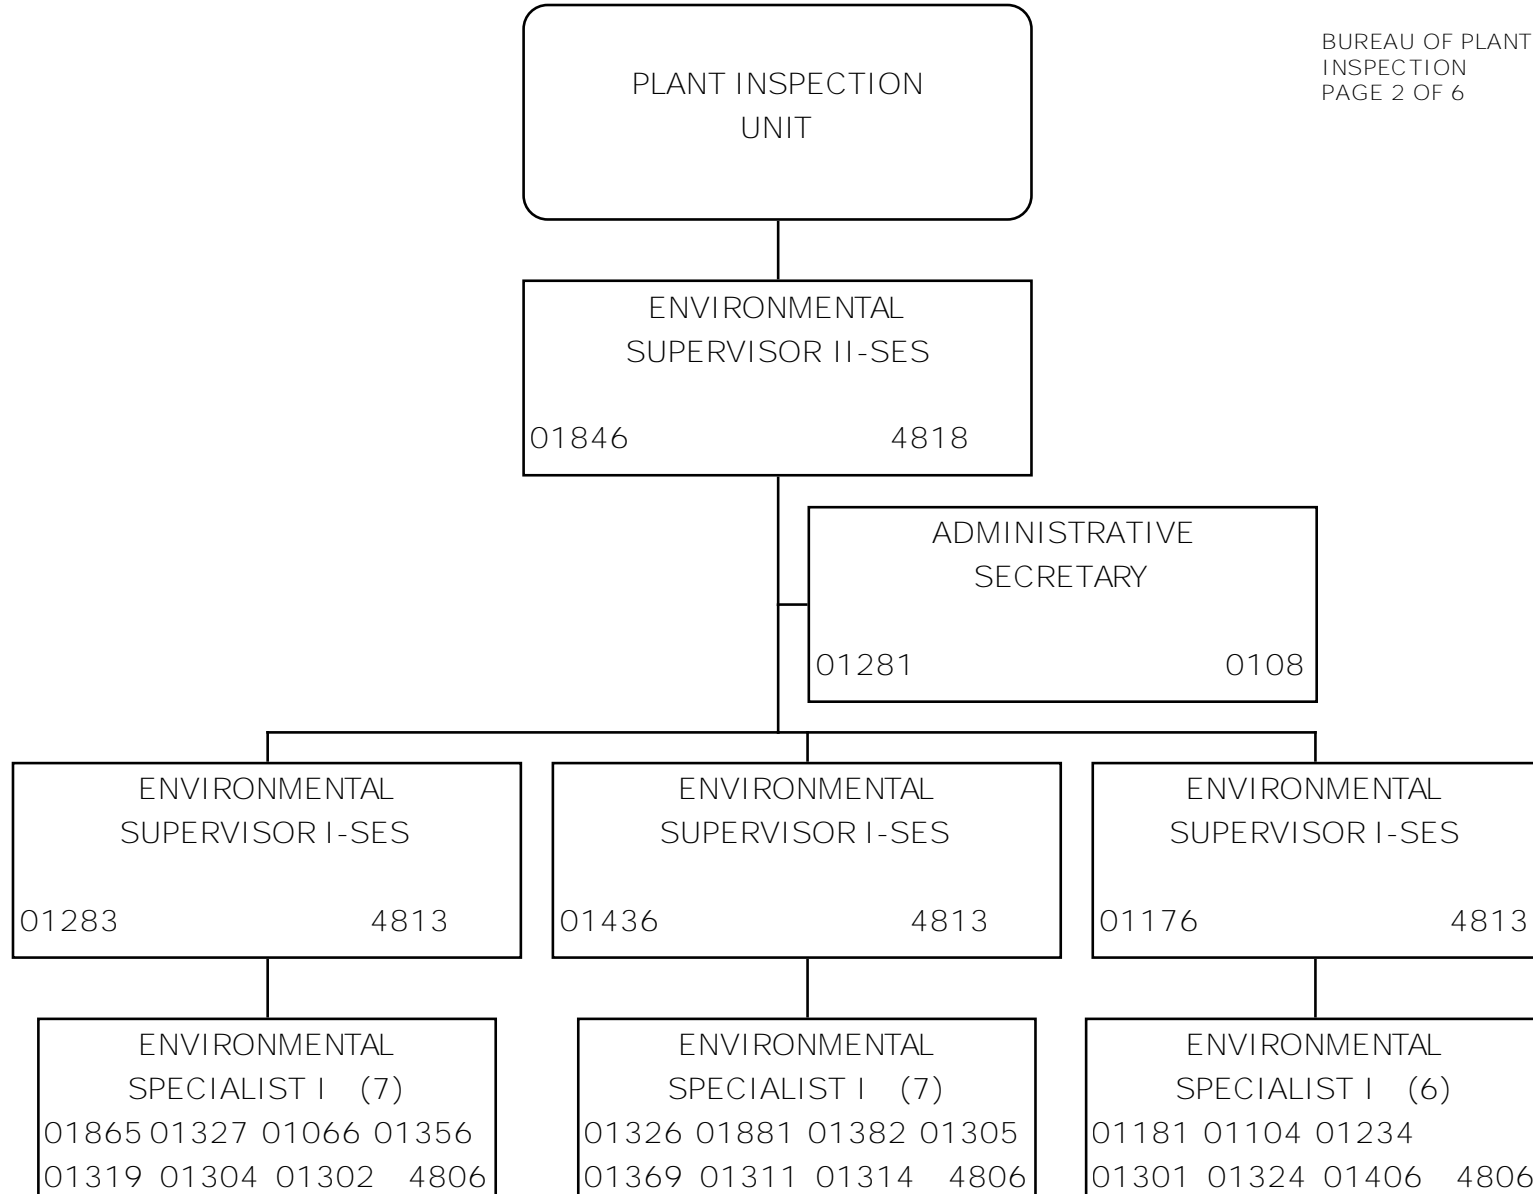 BUREAU OF PLANT
INSPECTION
PAGE 2 OF 6
PLANT INSPECTION
UNIT
ENVIRONMENTAL
SUPERVISOR II-SES
01846 4818
ADMINISTRATIVE
SECRETARY
01281 0108
ENVIRONMENTAL
SUPERVISOR I-SES
01283 4813
ENVIRONMENTAL
SUPERVISOR I-SES
01436 4813
ENVIRONMENTAL
SUPERVISOR I-SES
01176 4813
ENVIRONMENTAL
SPECIALIST I (7)
01865 01327 01066 01356
01319 01304 01302 4806
ENVIRONMENTAL
SPECIALIST I (7)
01326 01881 01382 01305
01369 01311 01314 4806
ENVIRONMENTAL
SPECIALIST I (6)
01181 01104 01234
01301 01324 01406 4806